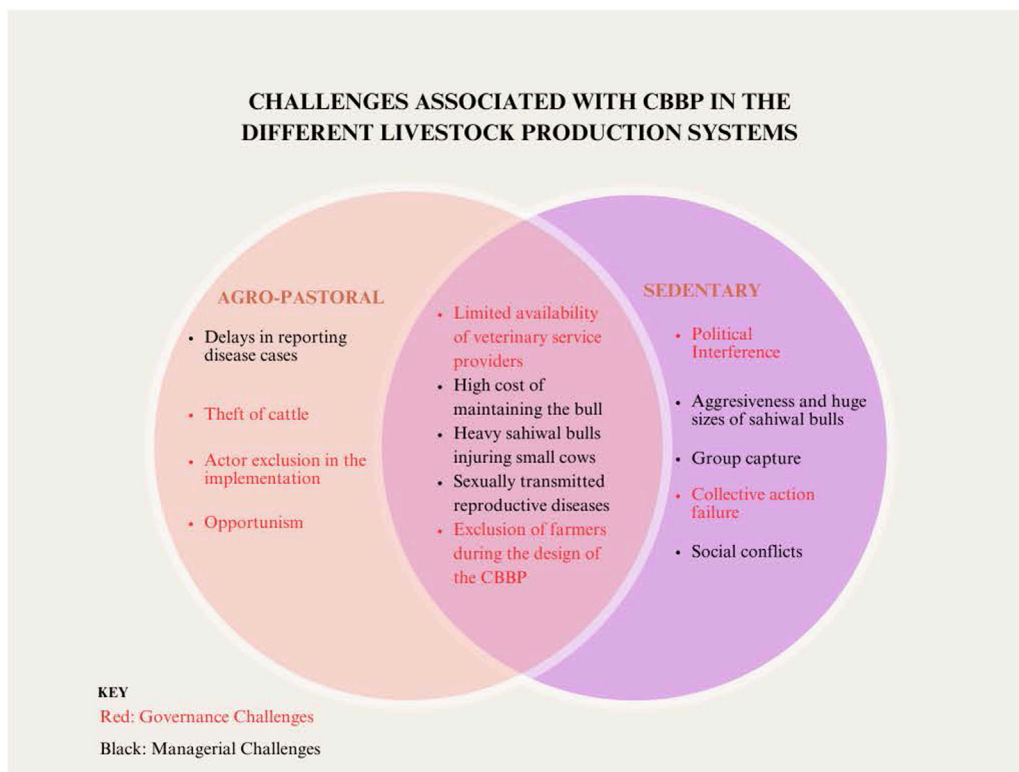 CHALLENGES ASSOCIATED WITH CBBP IN THE
DIFFERENT LIVESTOCK PRODUCTION SYSTEMS
AGRO-PASTORAL
• Delays in reporting
disease cases
• Theft of cattle
• Actor exclusion in the
implementation
• Opportunism
• Limited availability
of veterinary service
providers
• High cost of
maintaining the bull
• Heavy sahiwal bulls
injuring small cows
• Sexually transmitted
reproductive diseases
• Exclusion of farmers
during the design of
the CBBP
SEDENTARY
• Political
Interference
• Aggresiveness and huge
sizes of sahiwal bulls
• Group capture
• Collective action
failure
• Social conflicts
KEY
Red: Governance Challenges
Black: Managerial Challenges